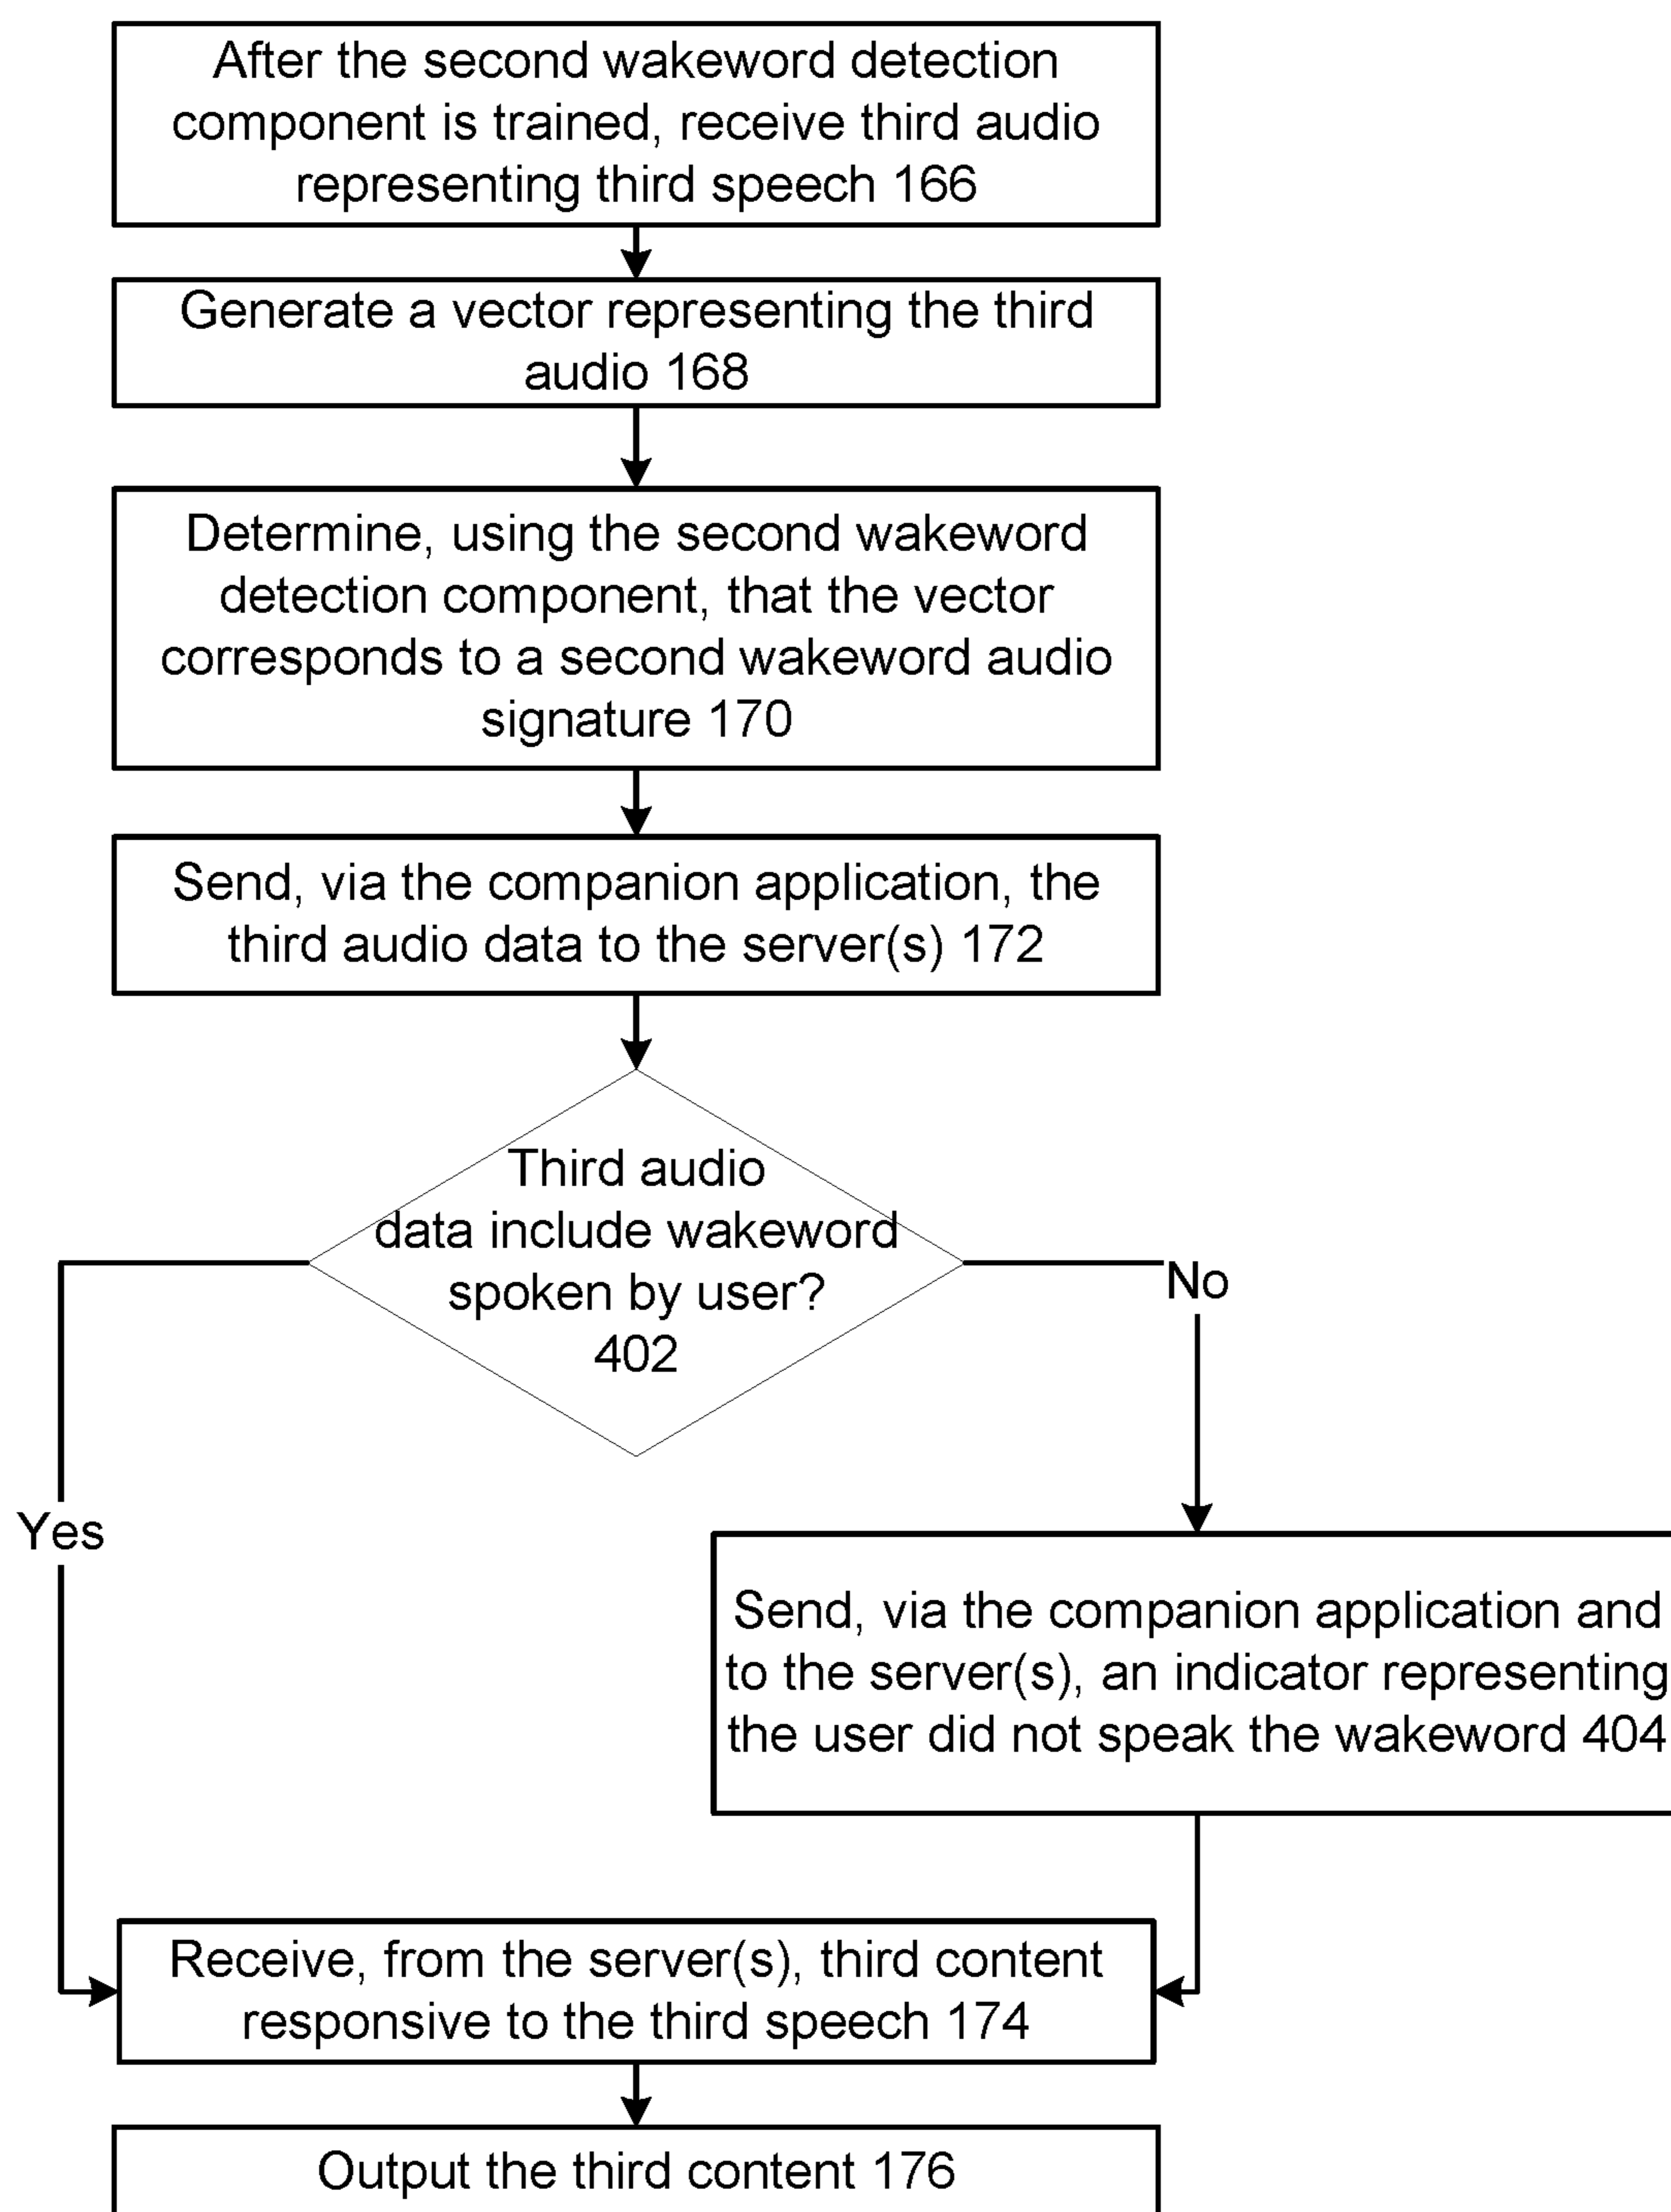 After the second wakeword detection
component is trained, receive third audio
representing third speech 166
Generate a vector representing the third
audio 168
Determine, using the second wakeword
detection component, that the vector
corresponds to a second wakeword audio
signature 170
Send, via the companion application, the
third audio data to the server(s) 172
Third audio
data include wakeword
spoken by user?
402
No
Yes
Send, via the companion application and
to the server(s), an indicator representing
the user did not speak the wakeword 404
Receive, from the server(s), third content
responsive to the third speech 174
Output the third content 176